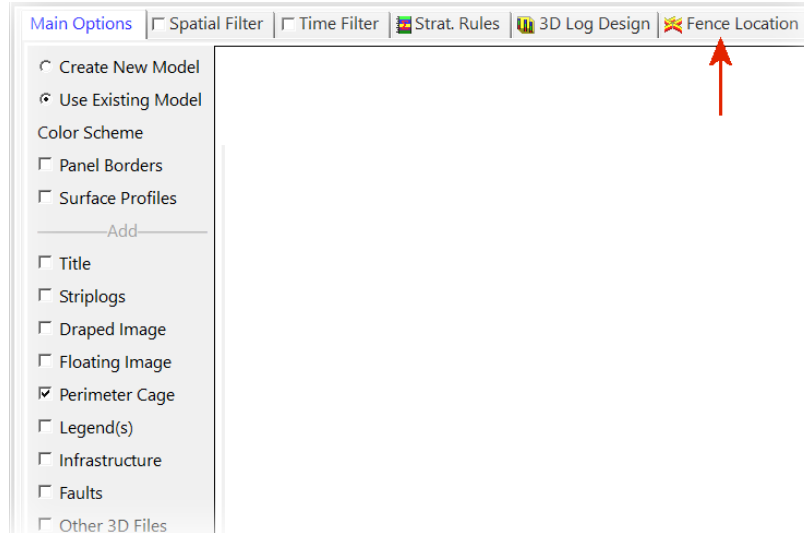 Main Options Spatial Filter Time Filter Strat. Rules 3D Log Design Fence Location
Create New Model
Use Existing Model
Color Scheme
Panel Borders
Surface Profiles
Add
Title
Striplogs
Draped Image
Floating Image
Perimeter Cage
Legend(s)
Infrastructure
Faults
Other 3D Files